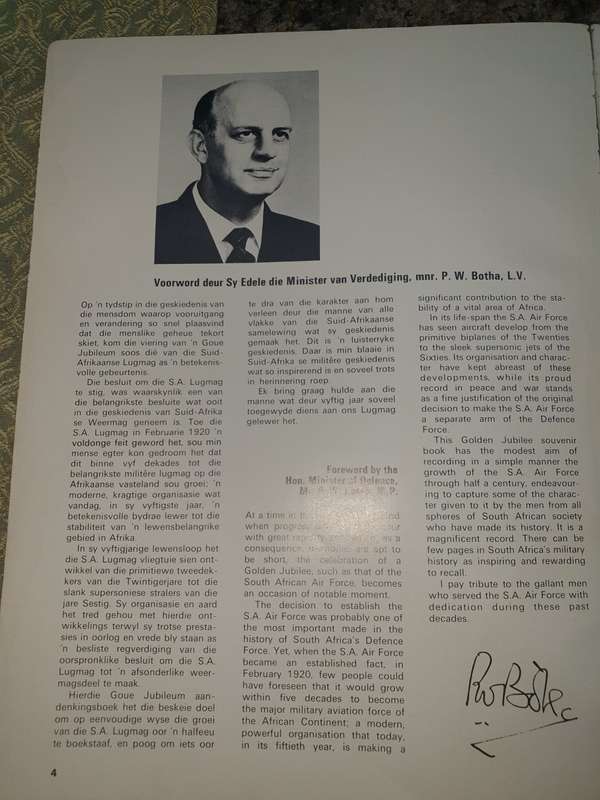 Voorword deur Sy Edele die Minister van Verdediging, mnr. P. W. Botha, L.V.
Op 'n tydstip in die geskiedenis van
die mensdom waarop vooruitgang
en verandering so snel plaasvind
dat die menslike geheue tekort
skiet, kom die viering van 'n Goue
Jubileum soos dié van die Suid-
Afrikaanse Lugmag as 'n betekenis-
volle gebeurtenis.
Die besluit om die S.A. Lugmag
te stig, was waarskynlik een van
die belangrikste besluite wat ooit
in die geskiedenis van Suid-Afrika
se Weermag geneem is. Toe die
S.A. Lugmag in Februarie 1920 'n
voldonge feit geword het, sou min
mense egter kon gedroom het dat
dit binne vyf dekades tot die
belangrikste militêre lugmag op die
Afrikaanse vasteland sou groei; 'n
moderne, kragtige organisasie wat
vandag, in sy vyftigste jaar, 'n
betekenisvolle bydrae lewer tot die
stabiliteit van 'n lewensbelangrike
gebied in Afrika.
In sy vyftigjarige lewensloop het
die S.A. Lugmag vliegtuie sien ont-
wikkel van die primitiewe tweedek-
kers van die Twintigerjare tot die
slank supersoniese stralers van die
jare Sestig. Sy organisasie en aard
het tred gehou met hierdie ont-
wikkelings terwyl sy trotse presta-
sies in oorlog en vrede bly staan as
'n besliste regverdiging van die
oorspronklike besluit om die S.A.
Lugmag tot 'n afsonderlike weer-
magsdeel te maak.
Hierdie Goue Jubileum aan-
denkingsboek het die beskeie doel
om op eenvoudige wyse die groei
van die S.A. Lugmag oor 'n halfeeu
te boekstaaf, en poog om iets oor
te dra van die karakter aan hom
verleen deur die manne van alle
vlakke van die Suid-Afrikaanse
samelewing wat sy geskiedenis
gemaak het. Dit is 'n luisterryke
geskiedenis. Daar is min blaaie in
Suid-Afrika se militêre geskiedenis
wat so inspirerend is en soveel trots
in herinnering roep.
Ek bring graag hulde aan die
manne wat deur vyftig jaar soveel
toegewyde diens aan ons Lugmag
gelewer het.
Foreword by the
Hon. Minister of Defence,
M.P.
At a time in the
when progress
with great
consequence, apt to
be short, the celebration of a
Golden Jubilee, such as that of the
South African Air Force, becomes
an occasion of notable moment.
The decision to establish the
S.A. Air Force was probably one of
the most important made in the
history of South Africa's Defence
Force. Yet, when the S.A. Air Force
became an established fact, in
February 1920, few people could
have foreseen that it would grow
within five decades to become
the major military aviation force of
the African Continent; a modern,
powerful organisation that today,
in its fiftieth year, is making a
significant contribution to the sta-
bility of a vital area of Africa.
In its life-span the S.A. Air Force
has seen aircraft develop from the
primitive biplanes of the Twenties
to the sleek supersonic jets of the
Sixties. Its organisation and charac-
ter have kept abreast of these
developments, while its proud
record in peace and war stands
as a fine justification of the original
decision to make the S.A. Air Force
a separate arm of the Defence
Force.
This Golden Jubilee souvenir
book has the modest aim of
recording in a simple manner the
growth of the S.A. Air Force
through half a century, endeavour-
ing to capture some of the charac-
ter given to it by the men from all
spheres of South African society
who have made its history. It is a
magnificent record. There can be
few pages in South Africa's military
history as inspiring and rewarding
to recall.
I pay tribute to the gallant men
who served the S.A. Air Force with
dedication during these past
decades.
PW Botha
4